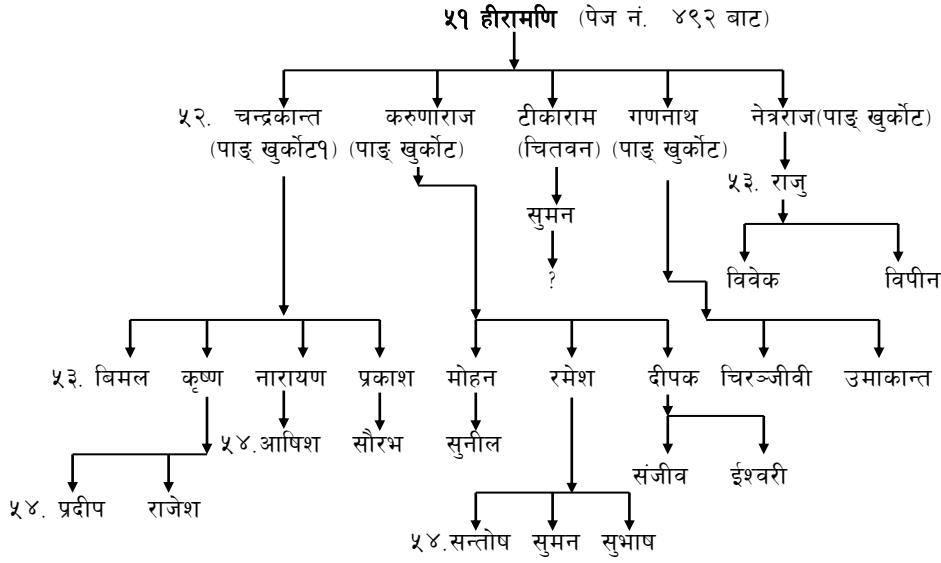 ५१ हीरामणि (पेज नं. ४९२ बाट)
५२. चन्द्रकान्त करुणाराज टीकाराम गणनाथ नेत्रराज(पाङ् खुर्कोट)
(पाङ् खुर्कोट१) (पाङ् खुर्कोट) (चितवन) (पाङ् खुर्कोट)
५३. राजु
सुमन
विवेक विपीन
?
५३. बिमल कृष्ण नारायण प्रकाश मोहन रमेश दीपक चिरञ्जीवी उमाकान्त
५४.आषिश सौरभ सुनील
संजीव ईश्वरी
५४. प्रदीप राजेश
५४.सन्तोष सुमन सुभाष